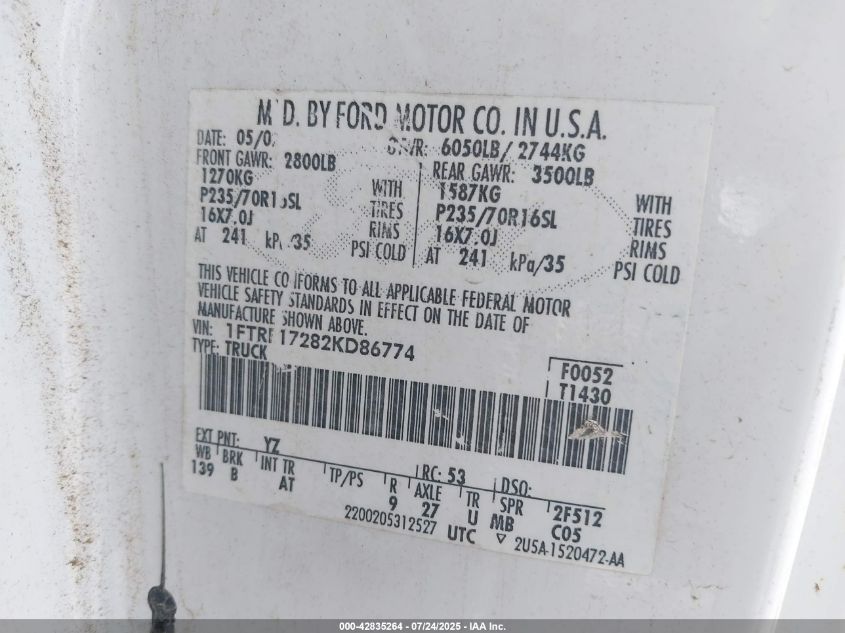 M'D. BY FORD MOTOR CO. IN U.S.A.
DATE: 05/0 GVWR: 6050LB/ 2744KG
FRONT GAWR: 2800LB REAR GAWR: 3500LB
1270KG WITH 1587KG WITH
P235/70R16SL TIRES P235/70R16SL TIRES
16X7.0J RIMS 16X7.0J RIMS
AT 241 kPa/35 PSI COLD AT 241 kPa/35 PSI COLD
THIS VEHICLE CONFORMS TO ALL APPLICABLE FEDERAL MOTOR
VEHICLE SAFETY STANDARDS IN EFFECT ON THE DATE OF
MANUFACTURE SHOWN ABOVE.
VIN: 1FTRF17282KD86774
TYPE: TRUCK
F0052
T1430
EXT PNT: YZ RC: 53 DSO:
WB BRK INT TR TP/PS R AXLE TR SPR 2F512
139 B AT 9 27 U MB C05
2200205312527 UTC ▽ 2U5A-1520472-AA
000-42835264 - 07/24/2025 - IAA Inc.